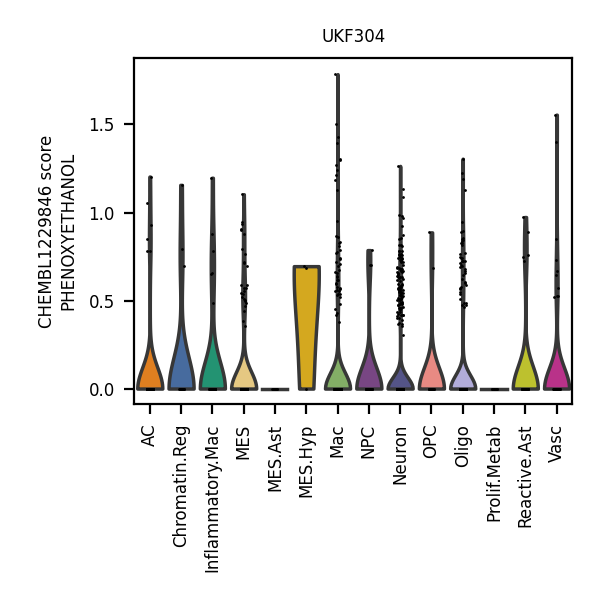 UKF304
CHEMBL1229846 score
PHENOXYETHANOL
1.5
1.0
0.5
0.0
AC
Chromatin.Reg
Inflammatory.Mac
MES
MES.Ast
MES.Hyp
Mac
NPC
Neuron
OPC
Oligo
Prolif.Metab
Reactive.Ast
Vasc